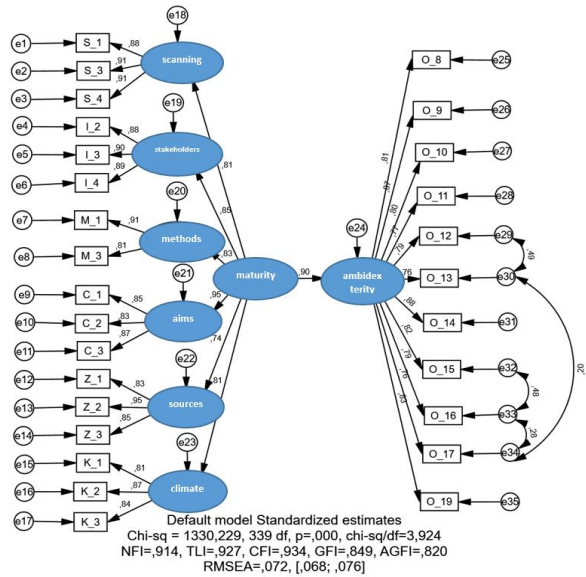 e18
e1 S_1 ,88
e2 S_3 ,91 scanning
e3 S_4 ,91
e19
e4 I_2 ,88
e5 I_3 ,90 stakeholders
e6 I_4 ,89
,81
,85
e20
e7 M_1 ,91
e8 M_3 ,81 methods ,83
e21
e9 C_1 ,85 ,95
e10 C_2 ,83 aims
e11 C_3 ,87 ,74
e22
e12 Z_1 ,83 ,81
e13 Z_2 ,95 sources
e14 Z_3 ,85
e23
e15 K_1 ,81
e16 K_2 ,87 climate
e17 K_3 ,84
maturity ,90
e24
ambidex
terity
O_8 e25 ,81
O_9 e26
O_10 e27 ,80
O_11 e28 ,77
O_12 e29 ,79
,49
O_13 e30 ,76
O_14 e31 ,88
,82
O_15 e32 ,79
,48
O_16 e33 ,76
,28
O_17 e34 ,83
O_19 e35
Default model Standardized estimates
Chi-sq = 1330,229, 339 df, p=,000, chi-sq/df=3,924
NFI=,914, TLI=,927, CFI=,934, GFI=,849, AGFI=,820
RMSEA=,072, [,068; ,076]